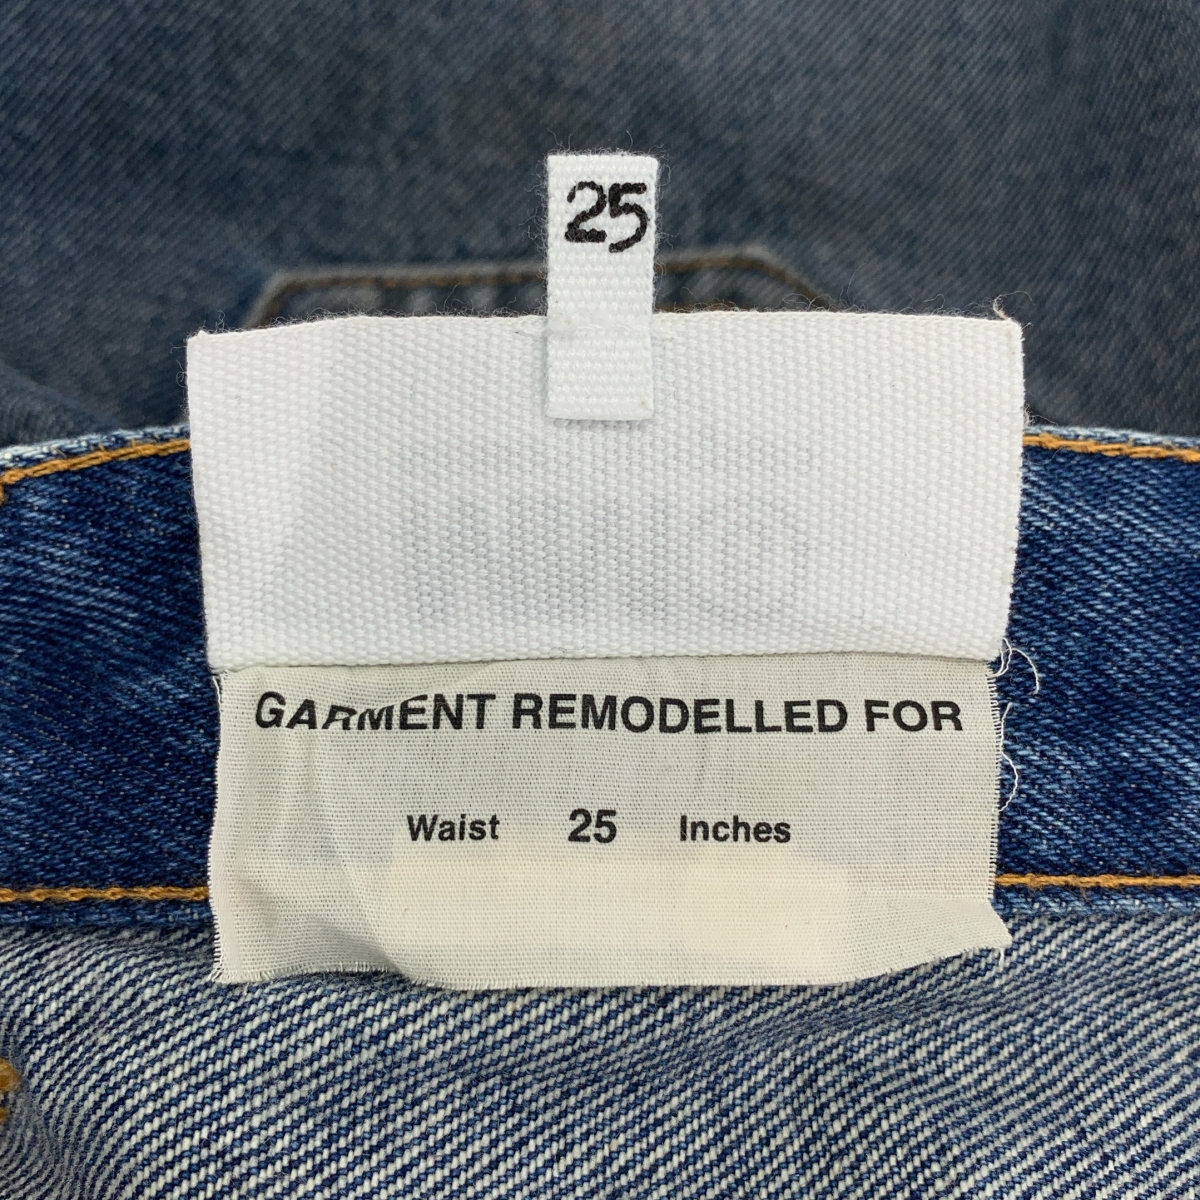 25
GARMENT REMODELLED FOR
Waist 25 Inches